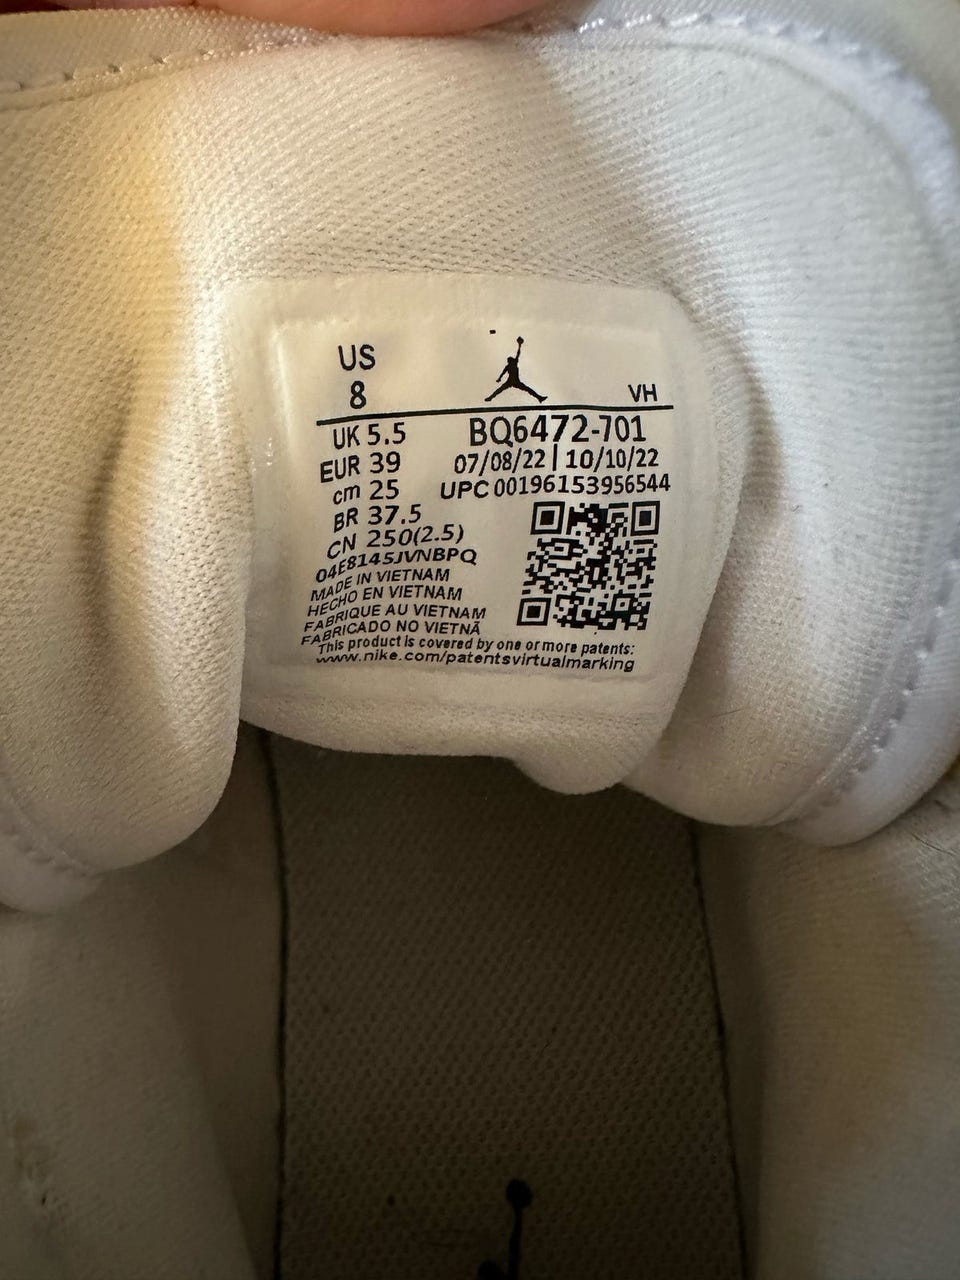 US
8
VH
UK 5.5
EUR 39
cm 25
BR 37.5
CN 250(2.5)
04E8145JVNBPQ
MADE IN VIETNAM
HECHO EN VIETNAM
FABRIQUE AU VIETNAM
FABRICADO NO VIETNÃ
BQ6472-701
07/08/22 | 10/10/22
UPC 00196153956544
This product is covered by one or more patents:
www.nike.com/patentsvirtualmarking